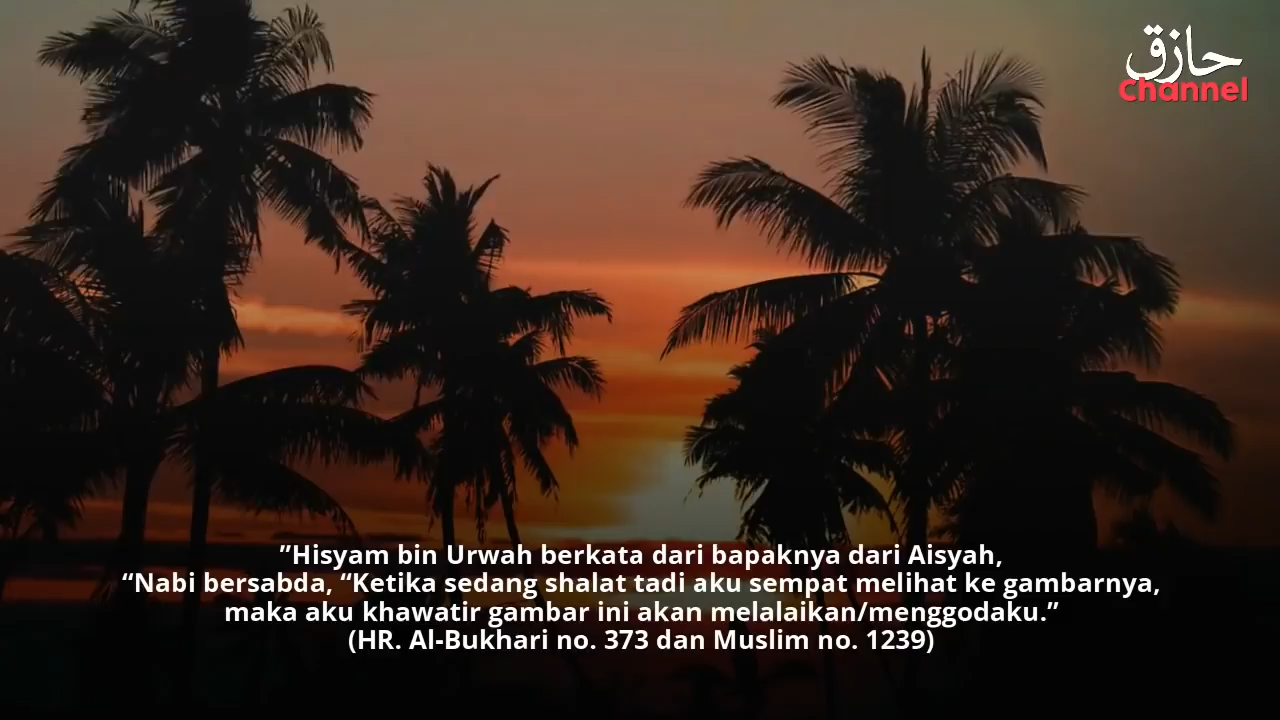 حازق
Channel
”Hisyam bin Urwah berkata dari bapaknya dari Aisyah,
“Nabi bersabda, “Ketika sedang shalat tadi aku sempat melihat ke gambarnya,
maka aku khawatir gambar ini akan melalaikan/menggodaku.”
(HR. Al-Bukhari no. 373 dan Muslim no. 1239)